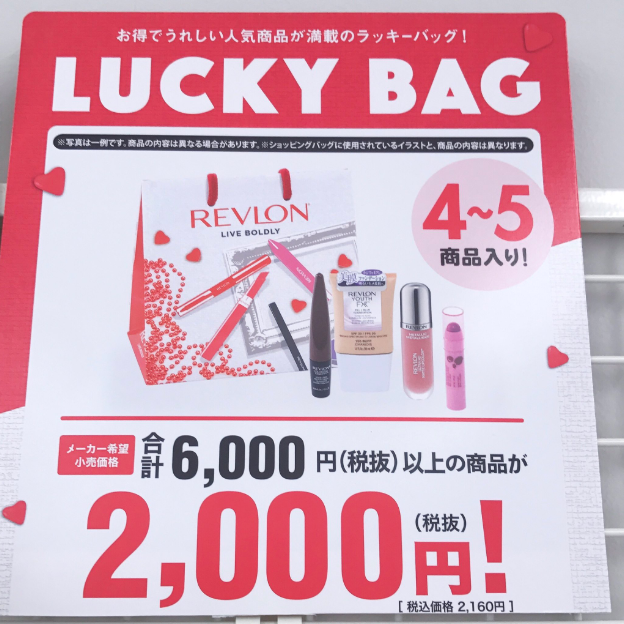 お得でうれしい人気商品が満載のラッキーバッグ!
LUCKY BAG
※写真は一例です。商品の内容は異なる場合があります。※ショッピングバッグに使用されているイラストと、商品の内容は異なります。
REVLON
LIVE BOLDLY
4~5
商品入り!
REVLON
YOUTH
FX
REVLON
REVLON
メーカー希望
小売価格
合計6,000円(税抜)以上の商品が
2,000円!
(税抜)
[税込価格 2,160円]